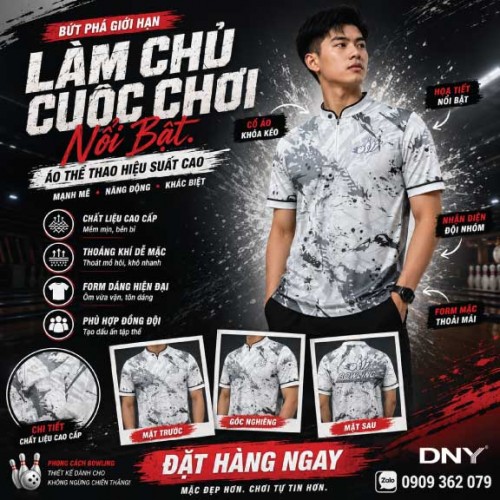 BỨT PHÁ GIỚI HẠN
LÀM CHỦ
CUỘC CHƠI
Nổi Bật.
ÁO THỂ THAO HIỆU SUẤT CAO
MẠNH MẼ • NĂNG ĐỘNG • KHÁC BIỆT
CHẤT LIỆU CAO CẤP
Mềm mịn, bền bỉ
THOÁNG KHÍ DỄ MẶC
Thoát mồ hôi, khô nhanh
FORM DÁNG HIỆN ĐẠI
Ôm vừa vặn, tôn dáng
PHÙ HỢP ĐỒNG ĐỘI
Tạo dấu ấn tập thể
CỔ ÁO
KHÓA KÉO
HỌA TIẾT
NỔI BẬT
NHẬN DIỆN
ĐỘI NHÓM
FORM MẶC
THOẢI MÁI
CHI TIẾT
CHẤT LIỆU CAO CẤP
MẶT TRƯỚC
GÓC NGHIÊNG
MẶT SAU
PHONG CÁCH BOWLING
THIẾT KẾ DÀNH CHO
KHÔNG NGỪNG CHIẾN THẮNG!
ĐẶT HÀNG NGAY
MẶC ĐẸP HƠN. CHƠI TỰ TIN HƠN.
DNY
Zalo
0909 362 079